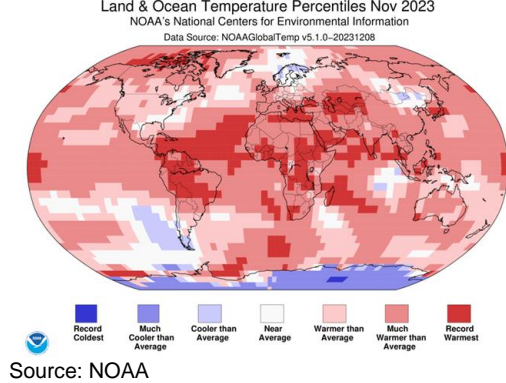 Land & Ocean Temperature Percentiles Nov 2023
NOAA's National Centers for Environmental Information
Data Source: NOAAGlobalTemp v5.1.0-20231208
Record
Coldest
Much
Cooler than
Average
Cooler than
Average
Near
Average
Warmer than
Average
Much
Warmer than
Average
Record
Warmest
Source: NOAA